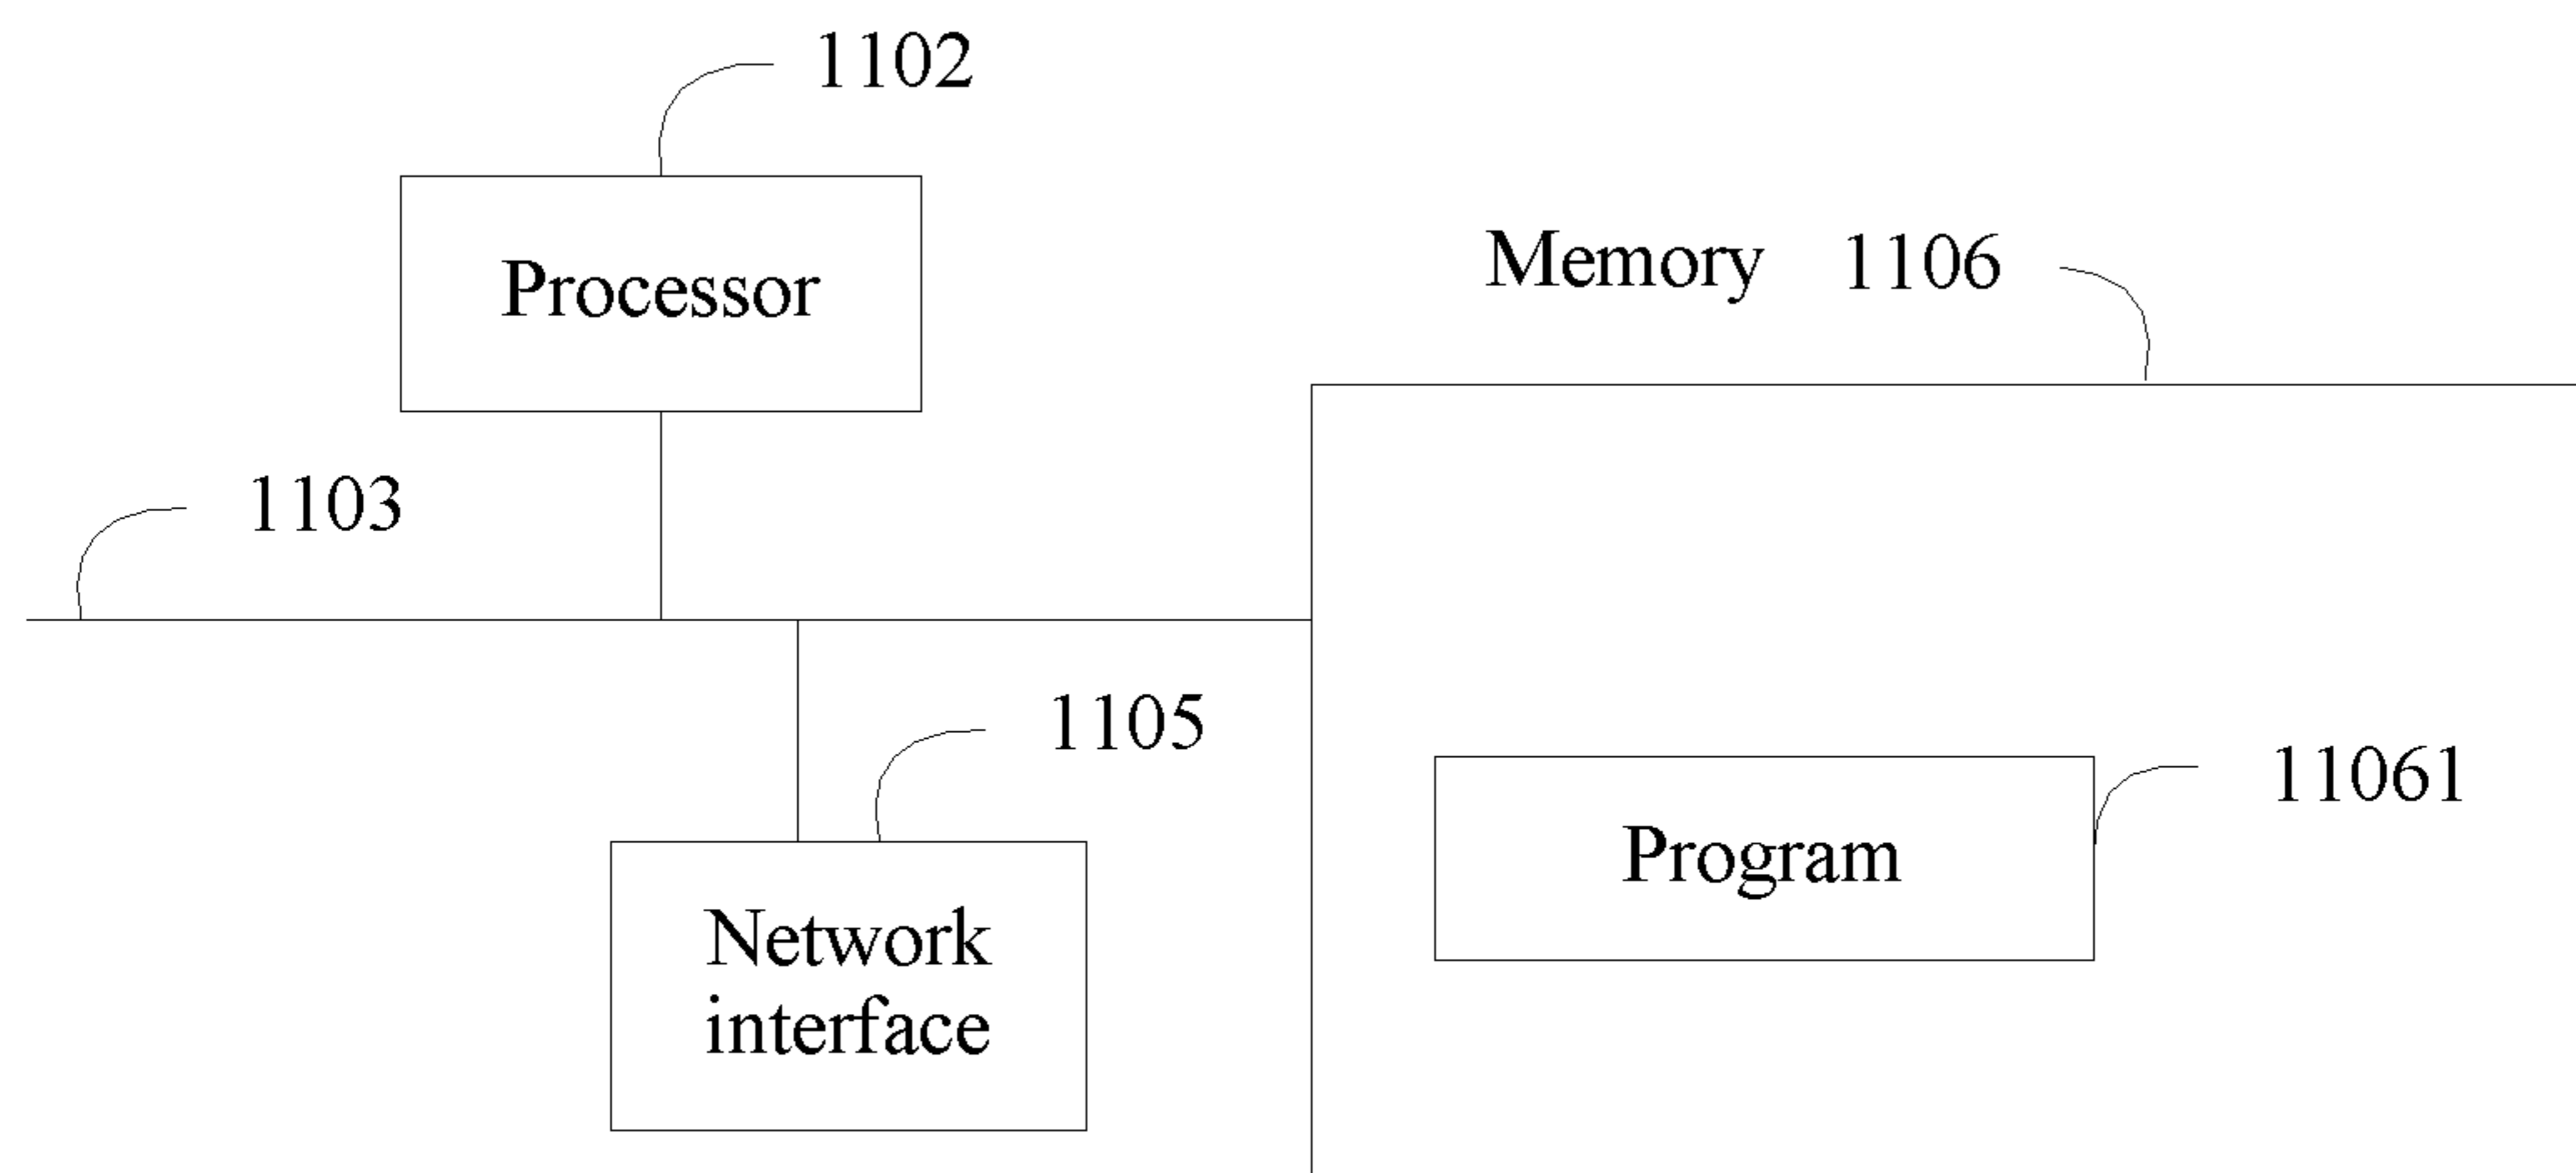 1102
Processor
Memory 1106
1103
1105
11061
Program
Network
interface